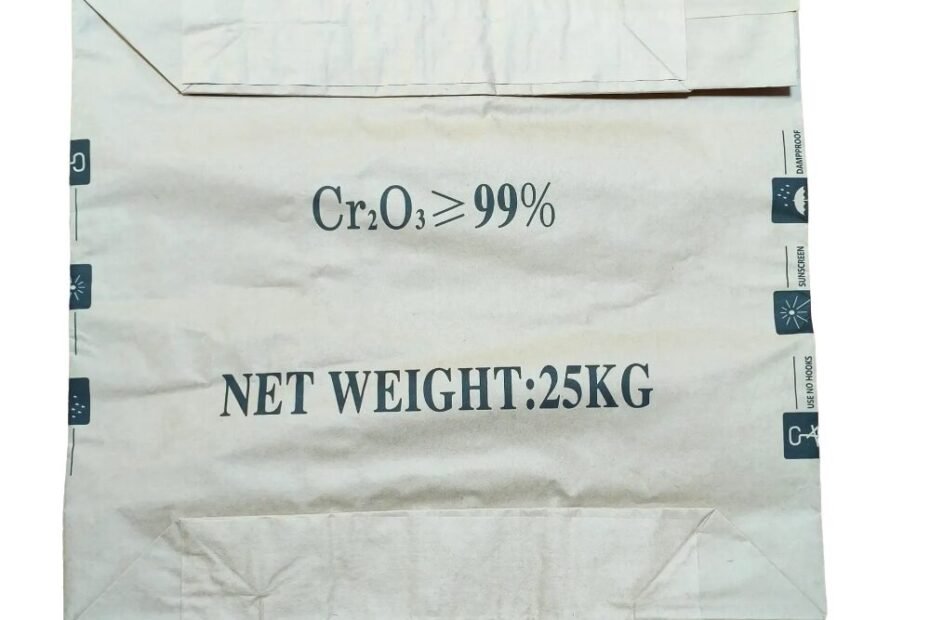 DAMPPROOF
Cr₂O₃≥99%
SUNSCREEN
NET WEIGHT:25KG
USE NO HOOKS